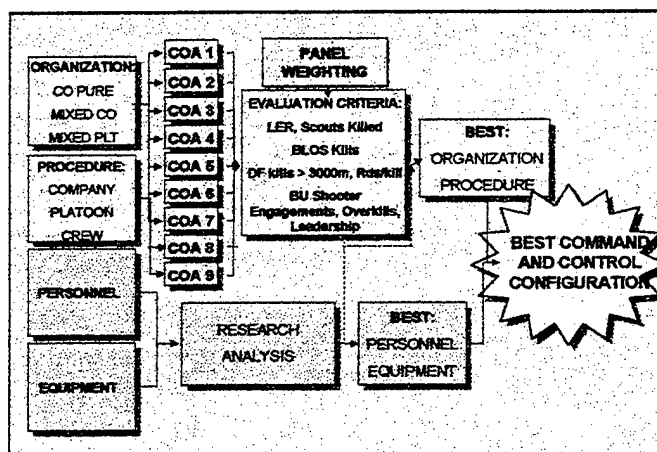 ORGANIZATION:
CO PURE
MIXED CO
MIXED PLT
PROCEDURE:
COMPANY
PLATOON
CREW
PERSONNEL
EQUIPMENT
COA 1
COA 2
COA 3
COA 4
COA 5
COA 6
COA 7
COA 8
COA 9
PANEL
WEIGHTING
EVALUATION CRITERIA:
LER, Scouts Killed
BLOS Kills
DF kills > 3000m, Rds/kill
BU Shooter
Engagements, Overkills,
Leadership
RESEARCH
ANALYSIS
BEST:
ORGANIZATION
PROCEDURE
BEST:
PERSONNEL
EQUIPMENT
BEST COMMAND
AND CONTROL
CONFIGURATION